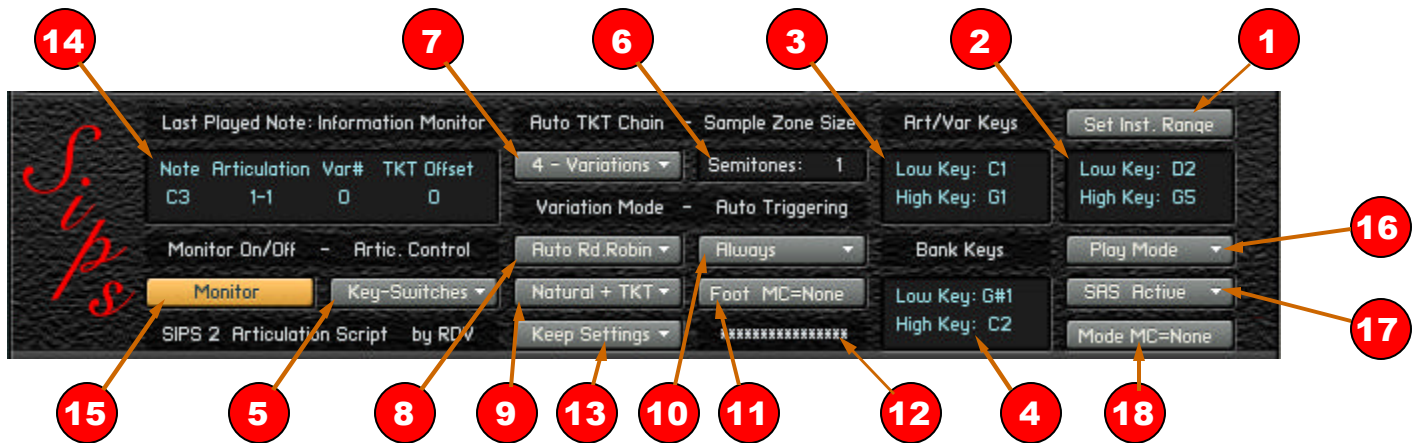 14 7 6 3 2 1
Sips
Last Played Note: Information Monitor Auto TKT Chain - Sample Zone Size Art/Var Keys Set Inst. Range
Note Articulation Var# TKT Offset 4 - Variations Semitones: 1 Low Key: C1 Low Key: D2
C3 1-1 0 0 High Key: G1 High Key: G5
Variation Mode - Auto Triggering
16
Monitor On/Off - Artic. Control Auto Rd.Robin Always Bank Keys Play Mode
Monitor Key-Switches Natural + TKT Foot MC=None Low Key: G#1 SAS Active
High Key: C2
17
SIPS 2 Articulation Script by RDV Keep Settings **************** Mode MC=None
15 5 8 9 13 10 11 12 4 18